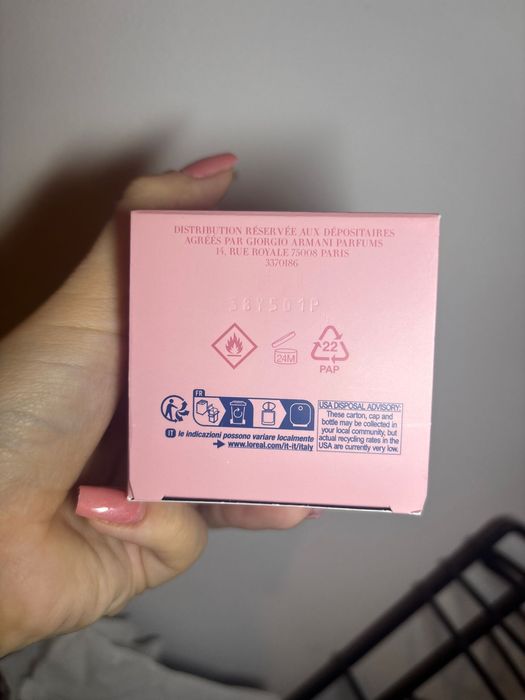 DISTRIBUTION RÉSERVÉE AUX DÉPOSITAIRES
AGRÉÉS PAR GIORGIO ARMANI PARFUMS
14, RUE ROYALE 75008 PARIS
3370186
38Y501P
24M
22
PAP
FR
IT le indicazioni possono variare localmente
www.loreal.com/it-it/italy
USA DISPOSAL ADVISORY:
These carton, cap and
bottle may be collected in
your local community, but
actual recycling rates in the
USA are currently very low.